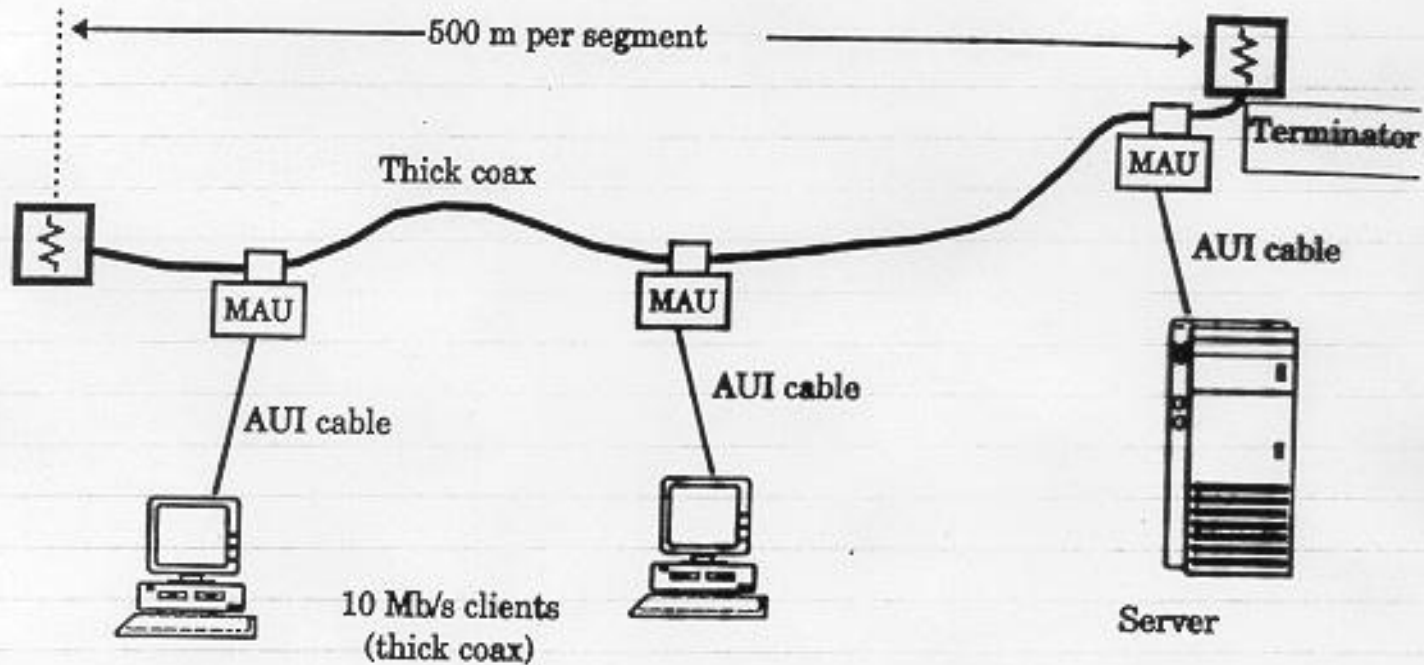 500 m per segment
Terminator
MAU
Thick coax
AUI cable
MAU
MAU
AUI cable
AUI cable
10 Mb/s clients
(thick coax)
Server